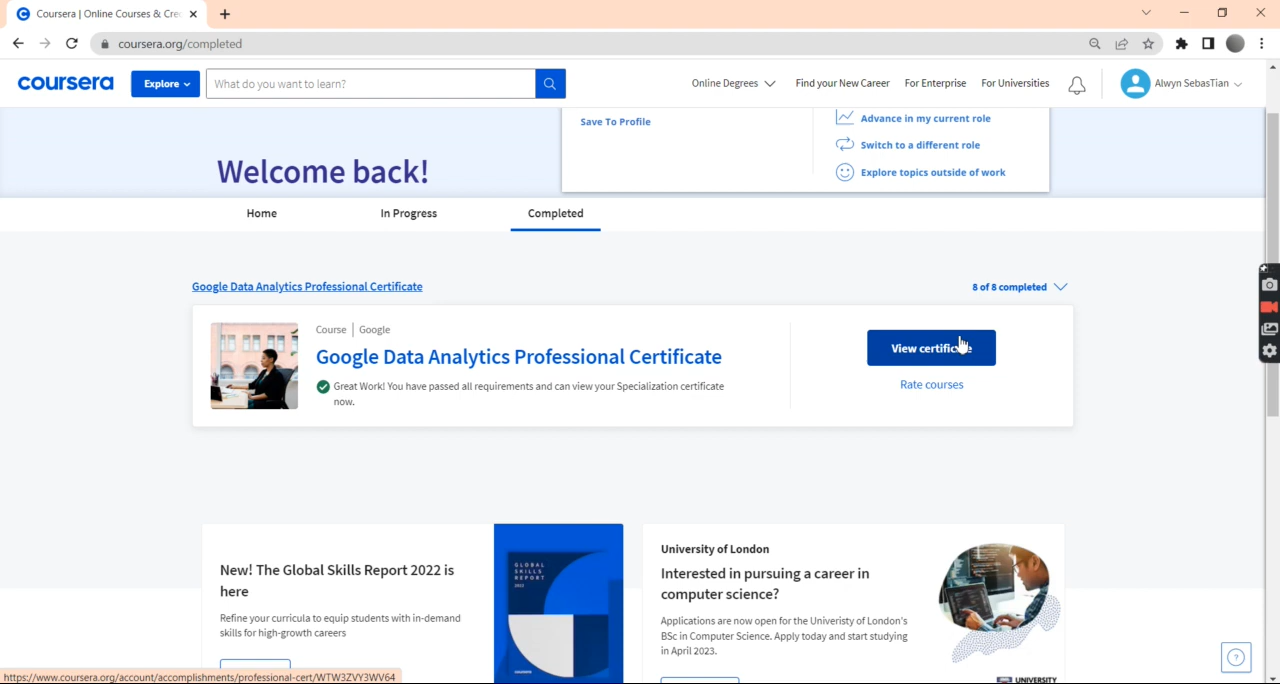 Coursera | Online Courses & Cre
coursera.org/completed
coursera
Explore
What do you want to learn?
Online Degrees
Find your New Career
For Enterprise
For Universities
Alwyn SebasTian
Welcome back!
Save To Profile
Advance in my current role
Switch to a different role
Explore topics outside of work
Home
In Progress
Completed
Google Data Analytics Professional Certificate
8 of 8 completed
Course | Google
Google Data Analytics Professional Certificate
Great Work! You have passed all requirements and can view your Specialization certificate
now.
View certificate
Rate courses
New! The Global Skills Report 2022 is
here
Refine your curricula to equip students with in-demand
skills for high-growth careers
GLOBAL
SKILLS
REPORT
2022
coursera
University of London
Interested in pursuing a career in
computer science?
Applications are now open for the Univeristy of London's
BSc in Computer Science. Apply today and start studying
in April 2023.
UNIVERSITY
https://www.coursera.org/account/accomplishments/professional-cert/WTW3ZVY3WV64